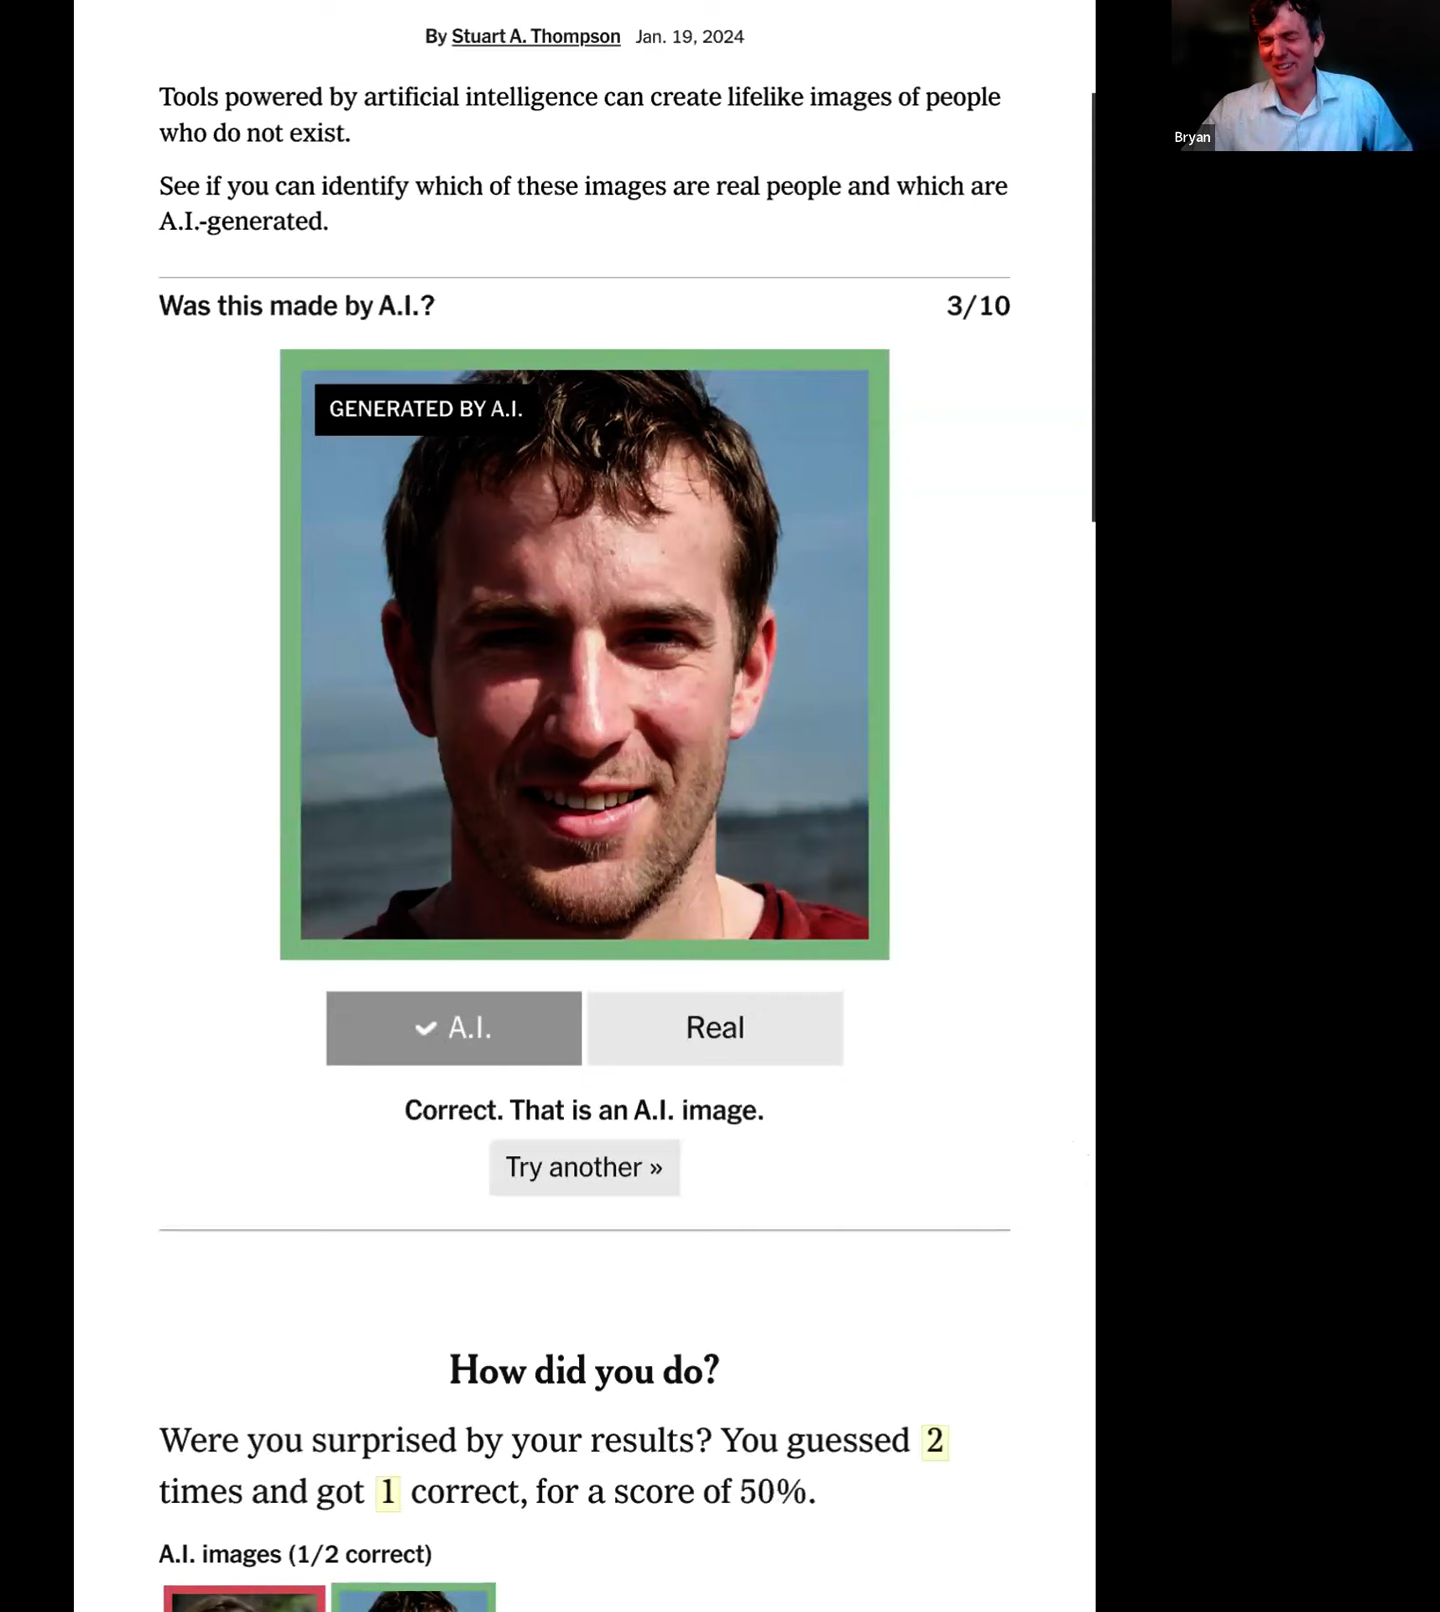 By Stuart A. Thompson Jan. 19, 2024
Tools powered by artificial intelligence can create lifelike images of people
who do not exist.
See if you can identify which of these images are real people and which are
A.I.-generated.
Was this made by A.I.? 3/10
GENERATED BY A.I.
A.I. Real
Correct. That is an A.I. image.
Try another »
How did you do?
Were you surprised by your results? You guessed 2
times and got 1 correct, for a score of 50%.
A.I. images (1/2 correct)
Bryan